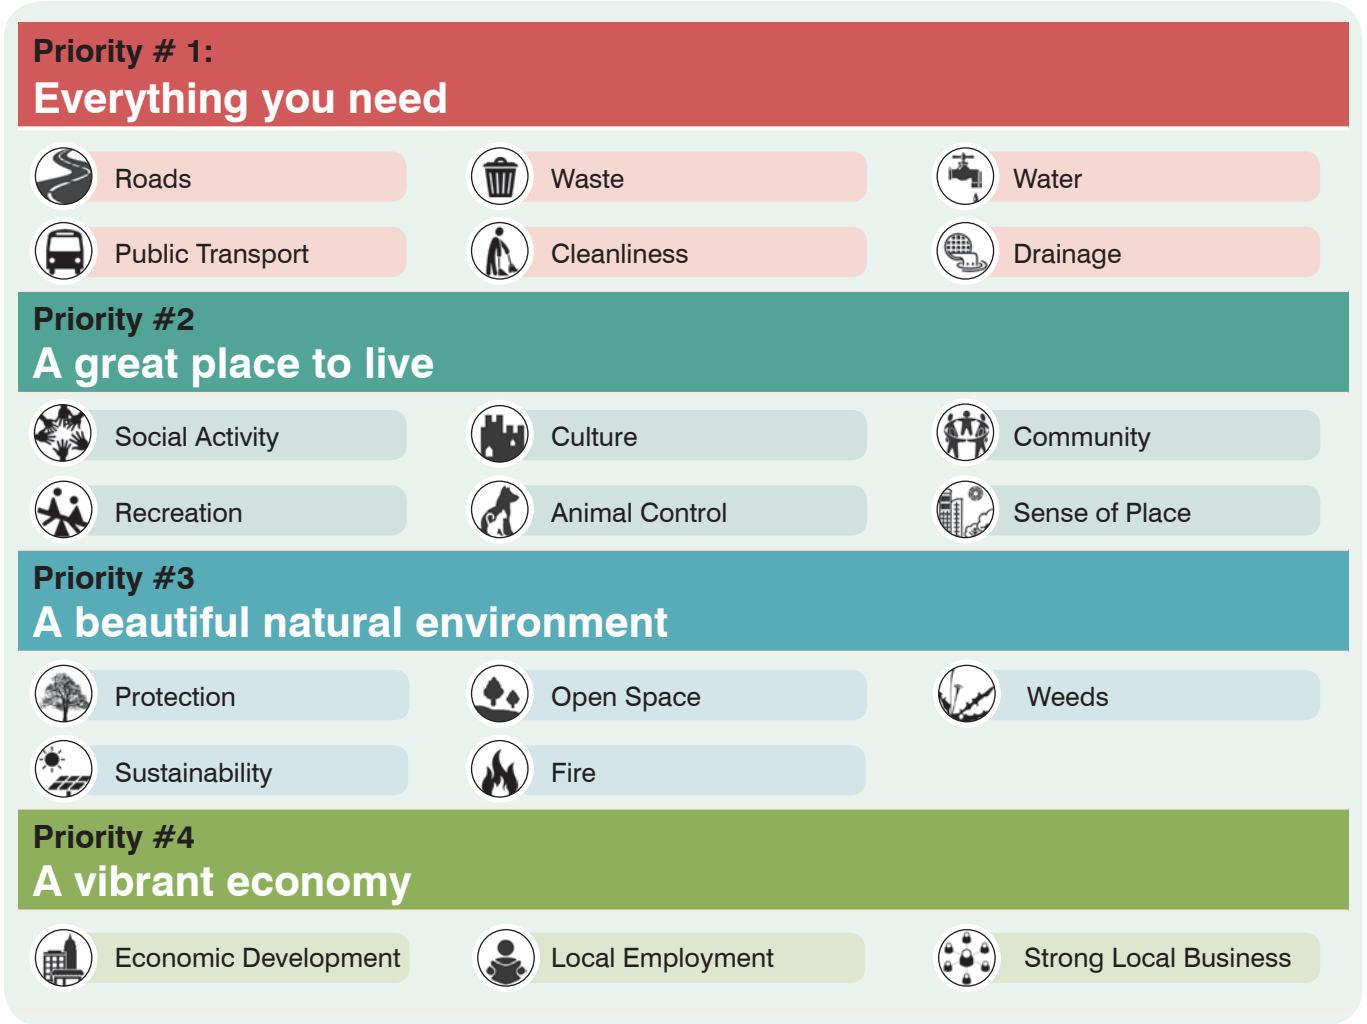 Priority # 1:
Everything you need
Roads
Waste
Water
Public Transport
Cleanliness
Drainage
Priority #2
A great place to live
Social Activity
Culture
Community
Recreation
Animal Control
Sense of Place
Priority #3
A beautiful natural environment
Protection
Open Space
Weeds
Sustainability
Fire
Priority #4
A vibrant economy
Economic Development
Local Employment
Strong Local Business